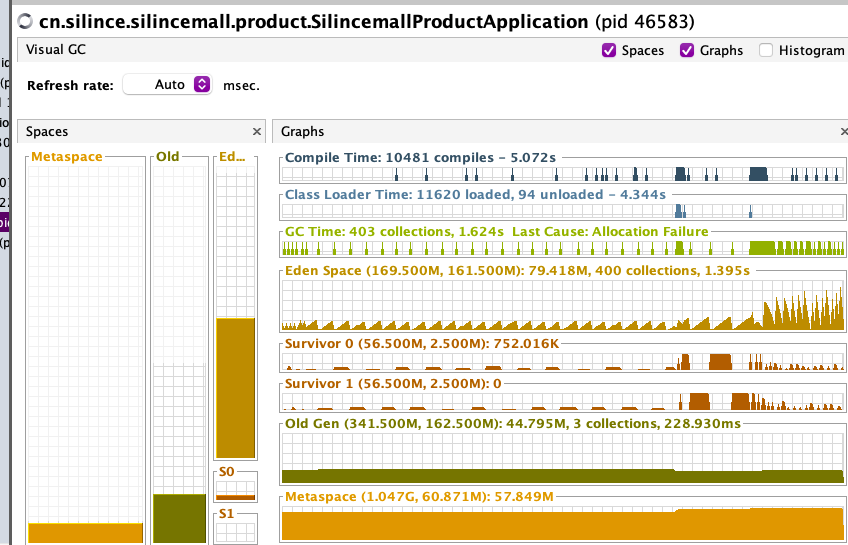 cn.silince.silincemall.product.SilincemallProductApplication (pid 46583)
Visual GC
Spaces
Graphs
Histogram
Refresh rate:
Auto
msec.
Spaces
×
Graphs
×
Metaspace
Old
Ed...
S0
S1
Compile Time: 10481 compiles - 5.072s
Class Loader Time: 11620 loaded, 94 unloaded - 4.344s
GC Time: 403 collections, 1.624s Last Cause: Allocation Failure
Eden Space (169.500M, 161.500M): 79.418M, 400 collections, 1.395s
Survivor 0 (56.500M, 2.500M): 752.016K
Survivor 1 (56.500M, 2.500M): 0
Old Gen (341.500M, 162.500M): 44.795M, 3 collections, 228.930ms
Metaspace (1.047G, 60.871M): 57.849M